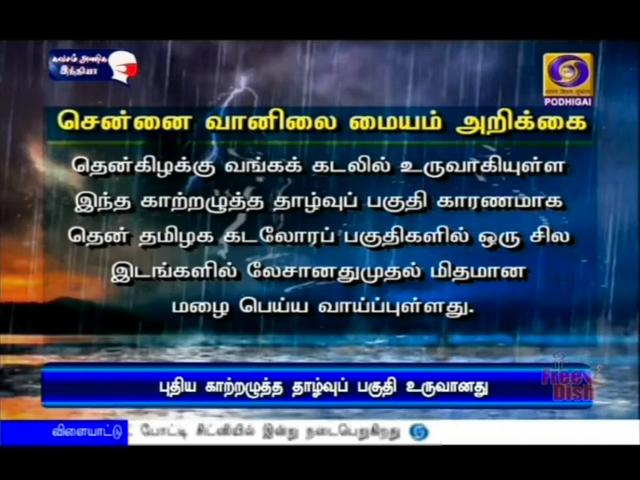 கவசம் அணிக
இந்தியா
PODHIGAI
சென்னை வானிலை மையம் அறிக்கை
தென்கிழக்கு வங்கக் கடலில் உருவாகியுள்ள
இந்த காற்றழுத்த தாழ்வுப் பகுதி காரணமாக
தென் தமிழக கடலோரப் பகுதிகளில் ஒரு சில
இடங்களில் லேசானதுமுதல் மிதமான
மழை பெய்ய வாய்ப்புள்ளது.
புதிய காற்றழுத்த தாழ்வுப் பகுதி உருவானது
Free
Dish
விளையாட்டு . போட்டி சிட்னியில் இன்று நடைபெறுகிறது